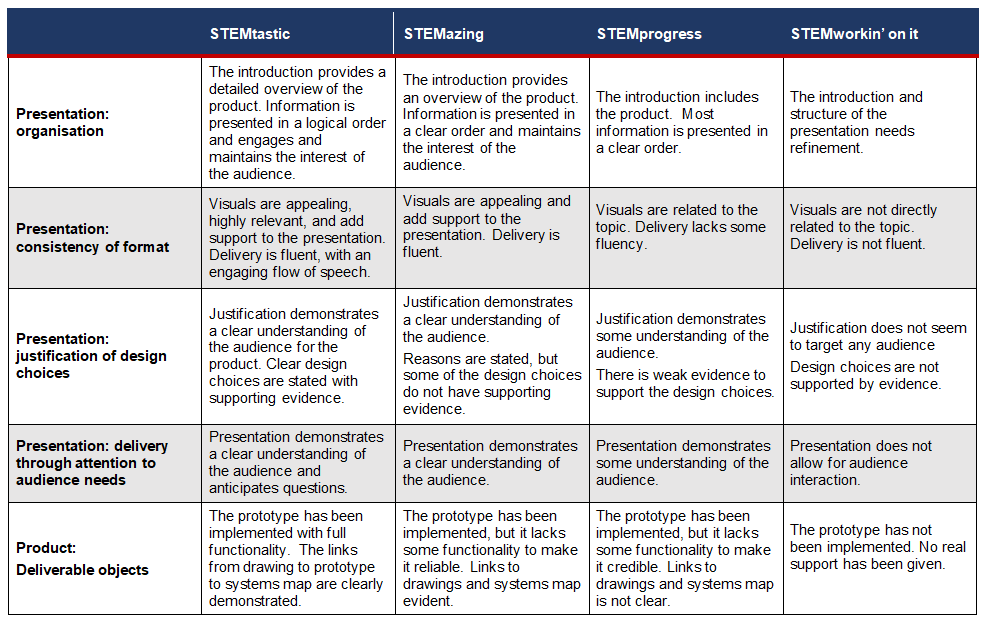 STEMtastic
STEMazing
STEMprogress
STEMworkin’ on it
Presentation:
organisation
The introduction provides a
detailed overview of the
product. Information is
presented in a logical order
and engages and
maintains the interest of
the audience.
The introduction provides
an overview of the product.
Information is presented in
a clear order and maintains
the interest of the
audience.
The introduction includes
the product.  Most
information is presented in
a clear order.
The introduction and
structure of the
presentation needs
refinement.
Presentation:
consistency of format
Visuals are appealing,
highly relevant, and add
support to the presentation.
Delivery is fluent, with an
engaging flow of speech.
Visuals are appealing and
add support to the
presentation. Delivery is
fluent.
Visuals are related to the
topic. Delivery lacks some
fluency.
Visuals are not directly
related to the topic.
Delivery is not fluent.
Presentation:
justification of design
choices
Justification demonstrates
a clear understanding of
the audience for the
product. Clear design
choices are stated with
supporting evidence.
Justification demonstrates
a clear understanding of
the audience.
Reasons are stated, but
some of the design choices
do not have supporting
evidence.
Justification demonstrates
some understanding of the
audience.
There is weak evidence to
support the design choices.
Justification does not seem
to target any audience
Design choices are not
supported by evidence.
Presentation: delivery
through attention to
audience needs
Presentation demonstrates
a clear understanding of
the audience and
anticipates questions.
Presentation demonstrates
a clear understanding of
the audience.
Presentation demonstrates
some understanding of the
audience.
Presentation does not
allow for audience
interaction.
Product:
Deliverable objects
The prototype has been
implemented with full
functionality.  The links
from drawing to prototype
to systems map are clearly
demonstrated.
The prototype has been
implemented, but it lacks
some functionality to make
it reliable.  Links to
drawings and systems map
evident.
The prototype has been
implemented, but it lacks
some functionality to make
it credible. Links to
drawings and systems map
is not clear.
The prototype has not
been implemented. No real
support has been given.